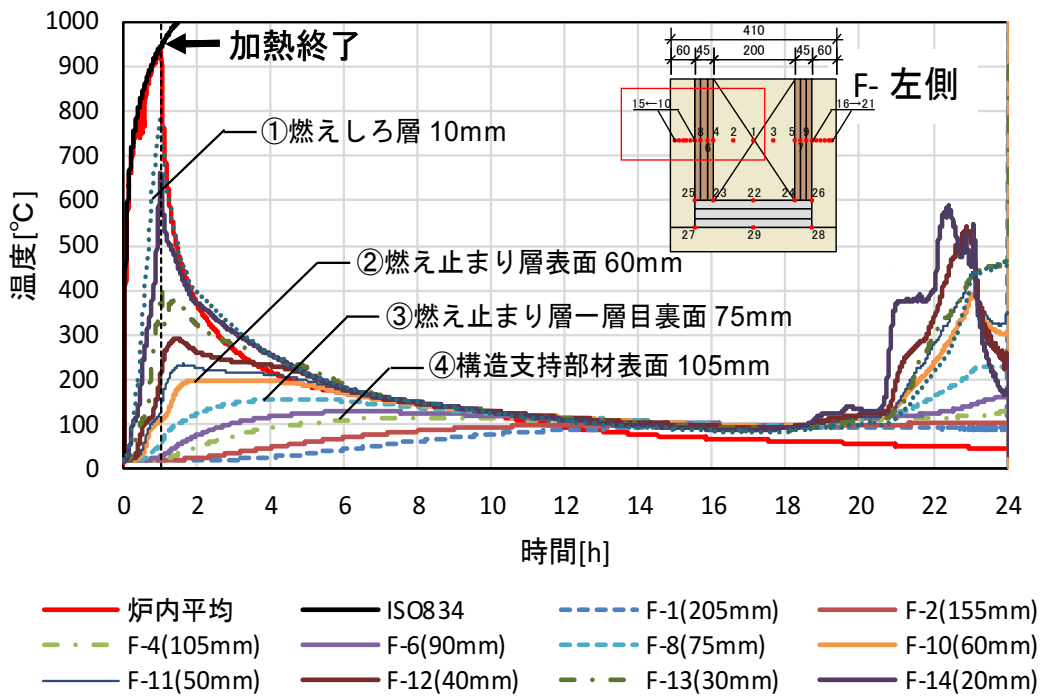 1000
900
800
700
600
500
400
300
200
100
0
温度[℃]
加熱終了
①燃えしろ層 10mm
②燃え止まり層表面 60mm
③燃え止まり層一層目裏面 75mm
④構造支持部材表面 105mm
410
60 45 200 45 60
F- 左側
15←10
16→21
8 6 4 2 1 3 5 7 9
25 23 22 24 26
27 29 28
0 2 4 6 8 10 12 14 16 18 20 22 24
時間[h]
炉内平均 ISO834 F-1(205mm) F-2(155mm)
F-4(105mm) F-6(90mm) F-8(75mm) F-10(60mm)
F-11(50mm) F-12(40mm) F-13(30mm) F-14(20mm)